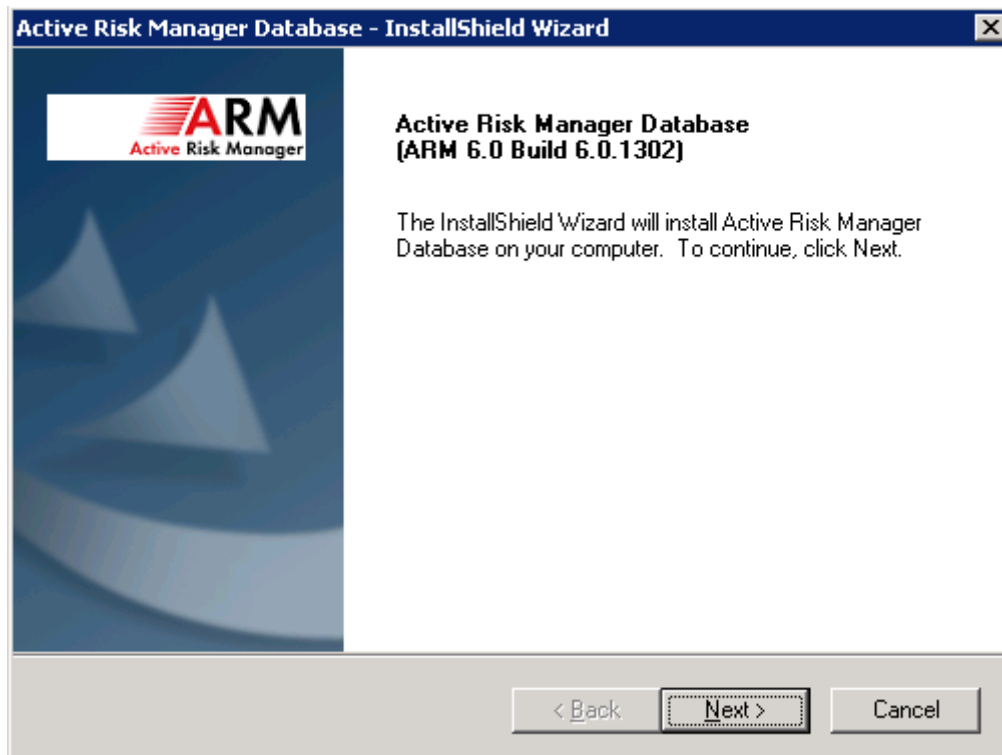 Active Risk Manager Database - InstallShield Wizard
ARM
Active Risk Manager
Active Risk Manager Database
(ARM 6.0 Build 6.0.1302)
The InstallShield Wizard will install Active Risk Manager
Database on your computer. To continue, click Next.
< Back
Next >
Cancel